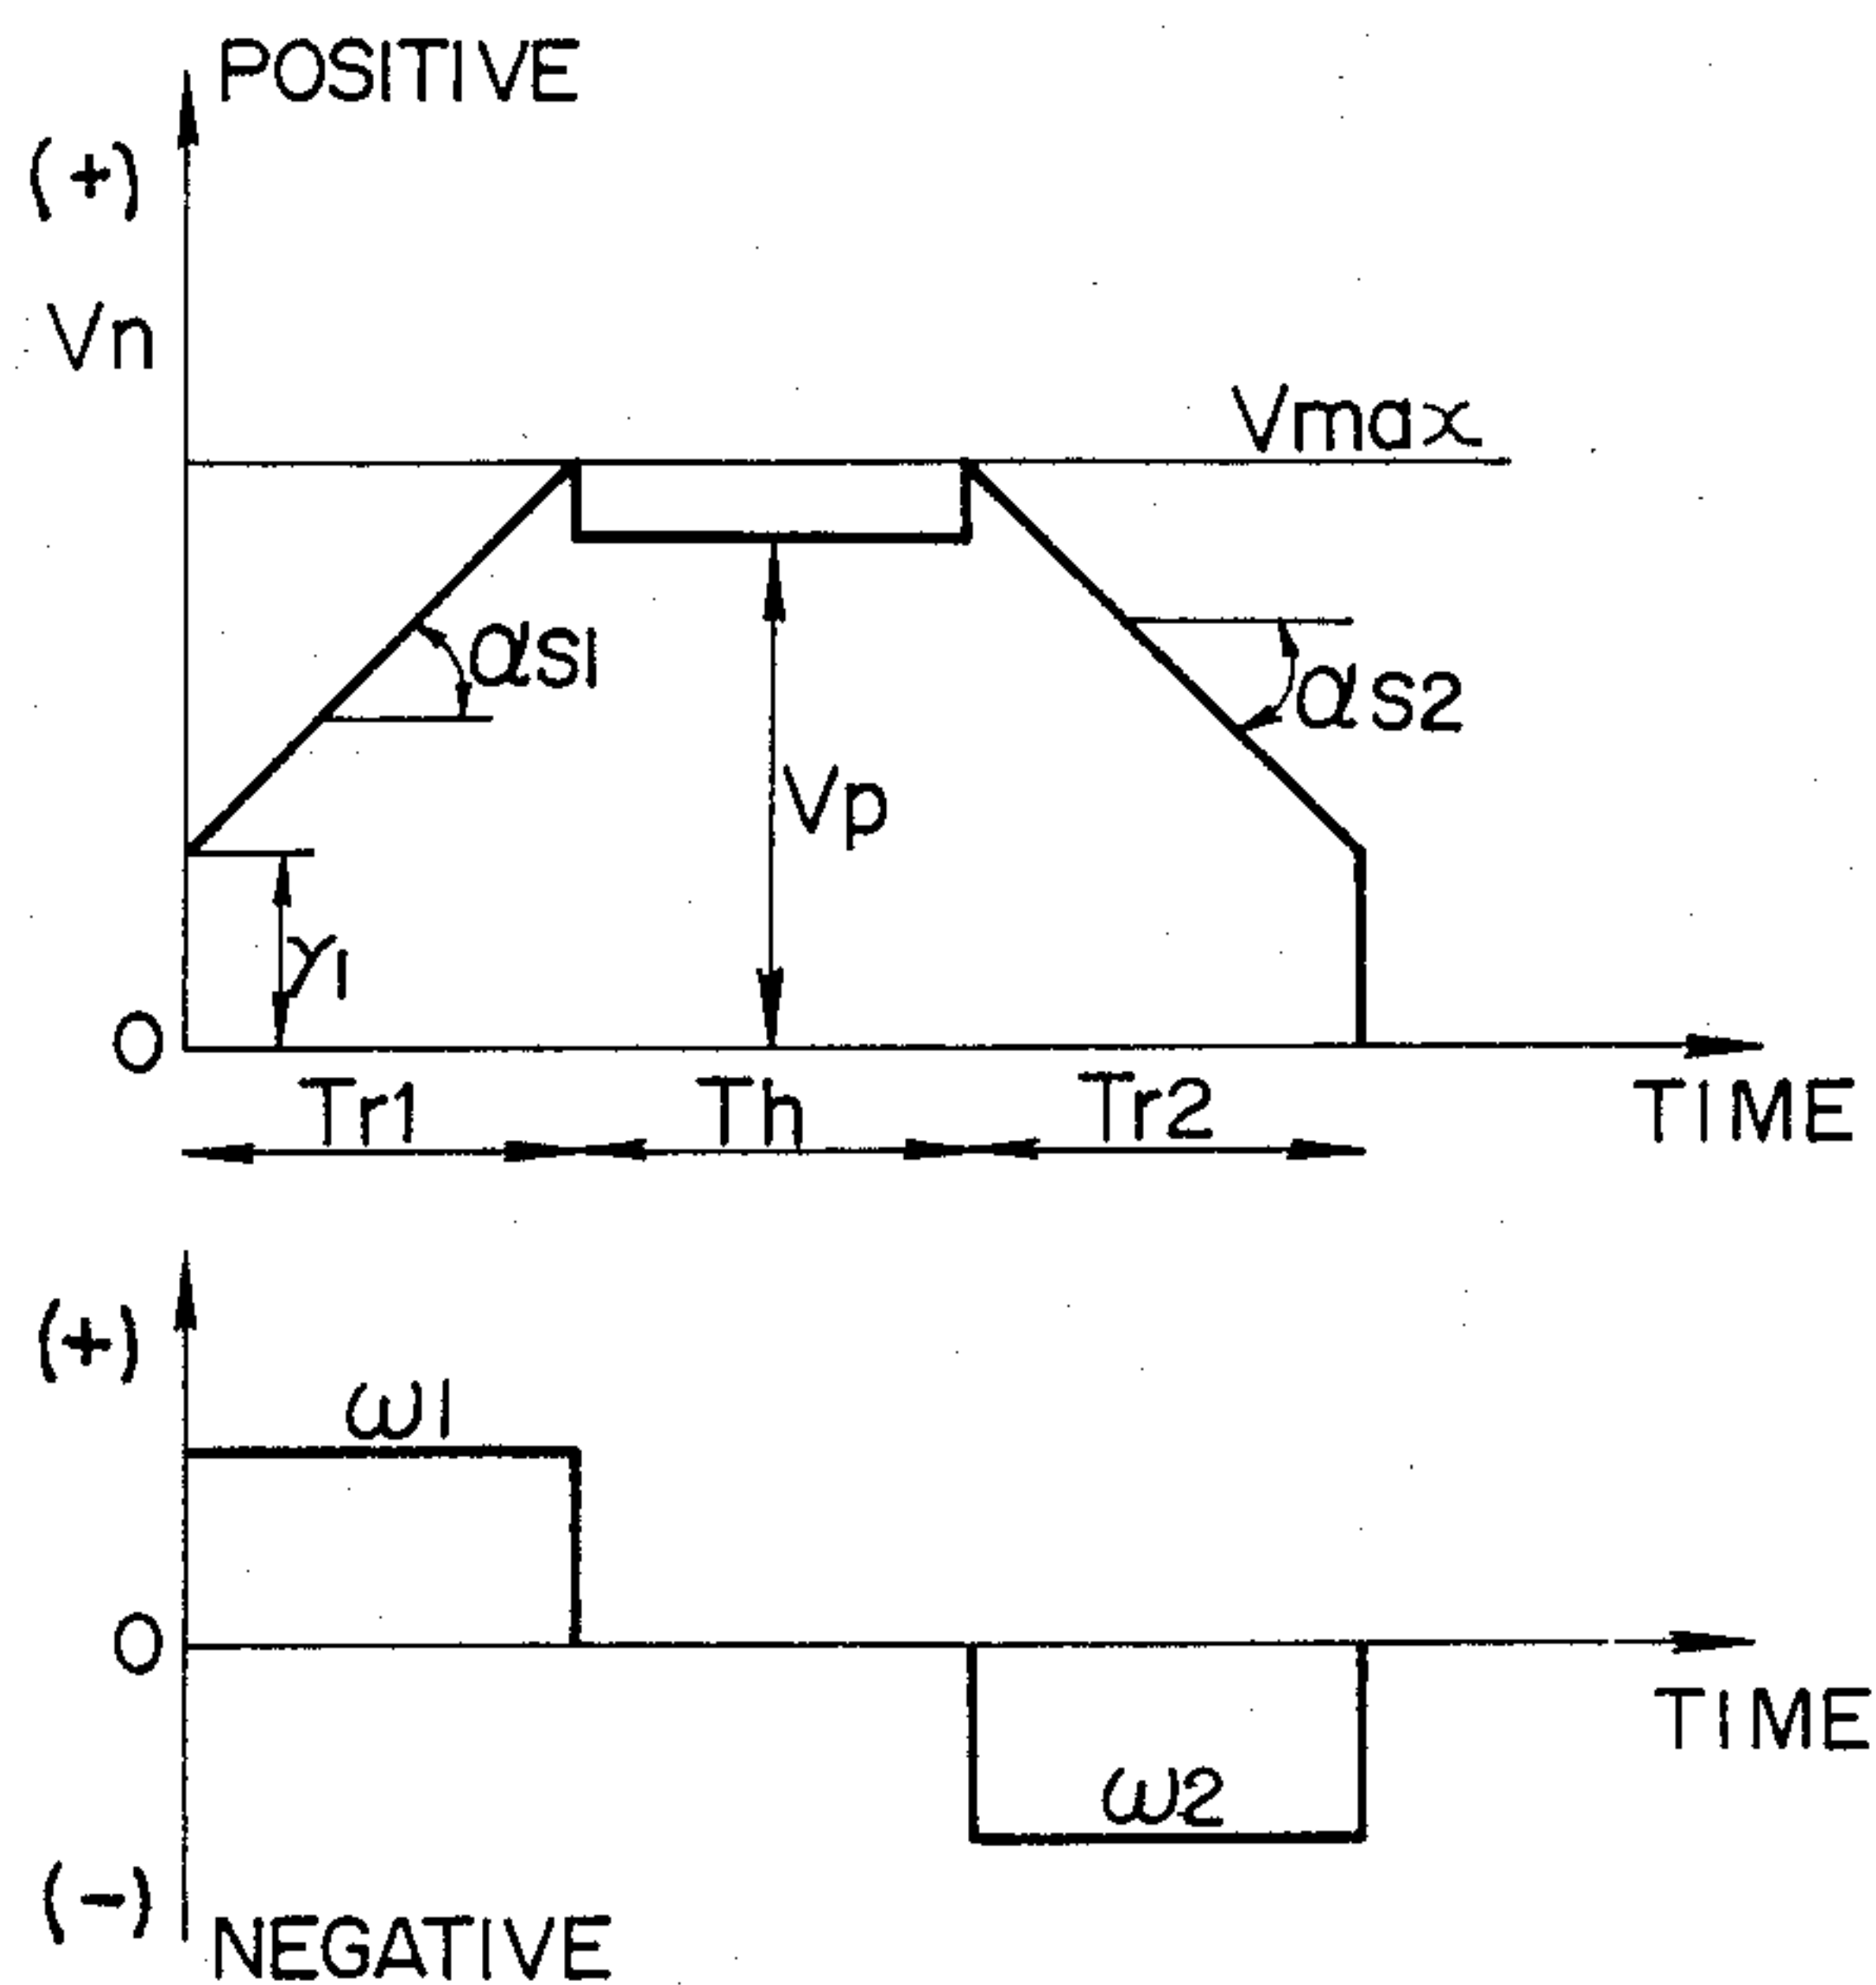 POSITIVE
(+)
Vn
Vmax
αS1
αS2
Vp
γ1
O
Tr1 Th Tr2 TIME
(+)
ω1
O
TIME
ω2
(-)
NEGATIVE